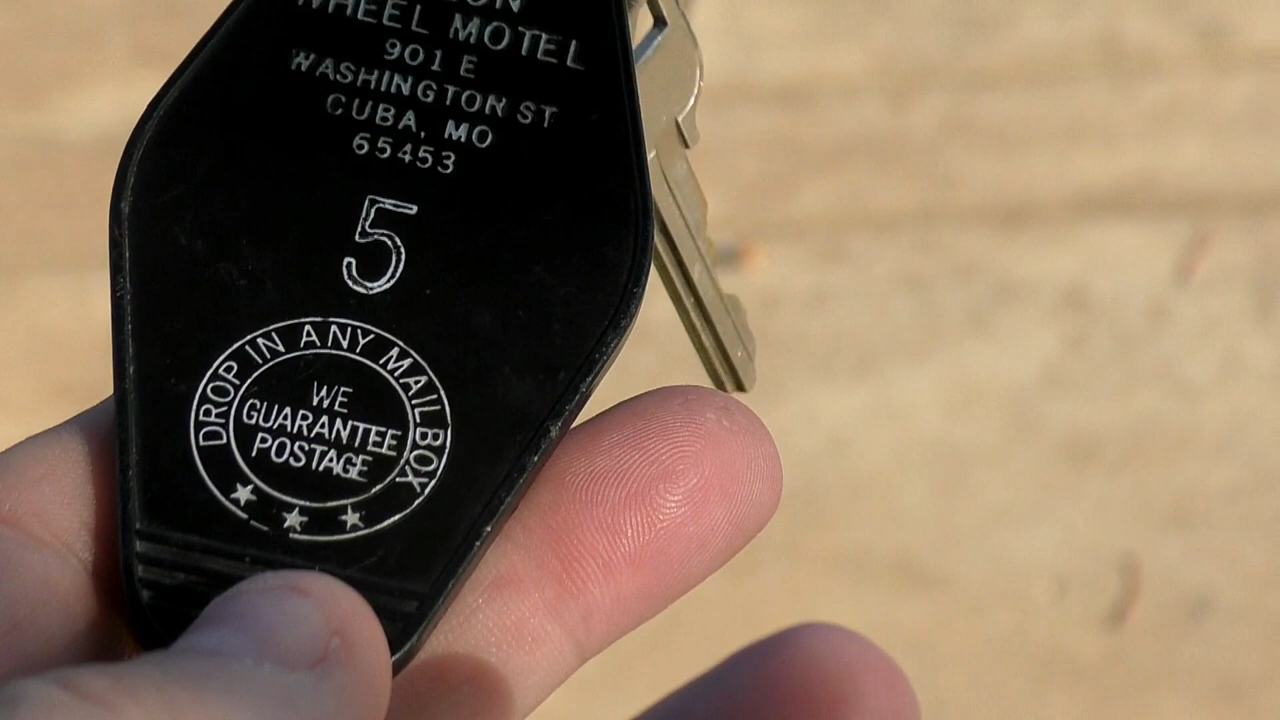 WHEEL MOTEL
901 E
WASHINGTON ST
CUBA, MO
65453
5
DROP IN ANY MAILBOX
WE
GUARANTEE
POSTAGE